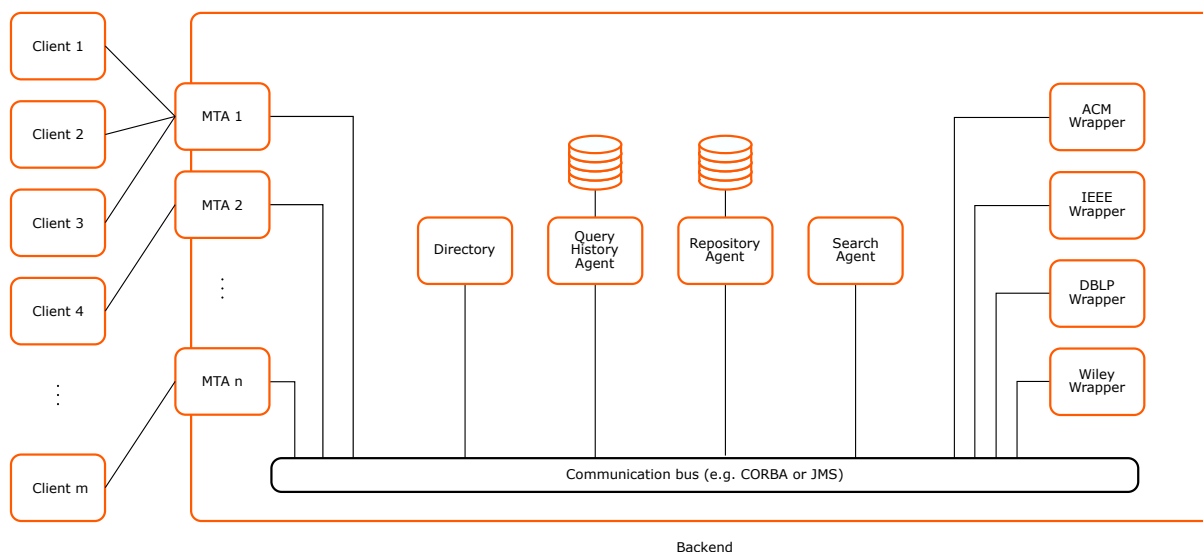 Client 1
Client 2
Client 3
Client 4
⋮
Client m
MTA 1
MTA 2
⋮
MTA n
Directory
Query
History
Agent
Repository
Agent
Search
Agent
ACM
Wrapper
IEEE
Wrapper
DBLP
Wrapper
Wiley
Wrapper
Communication bus (e.g. CORBA or JMS)
Backend